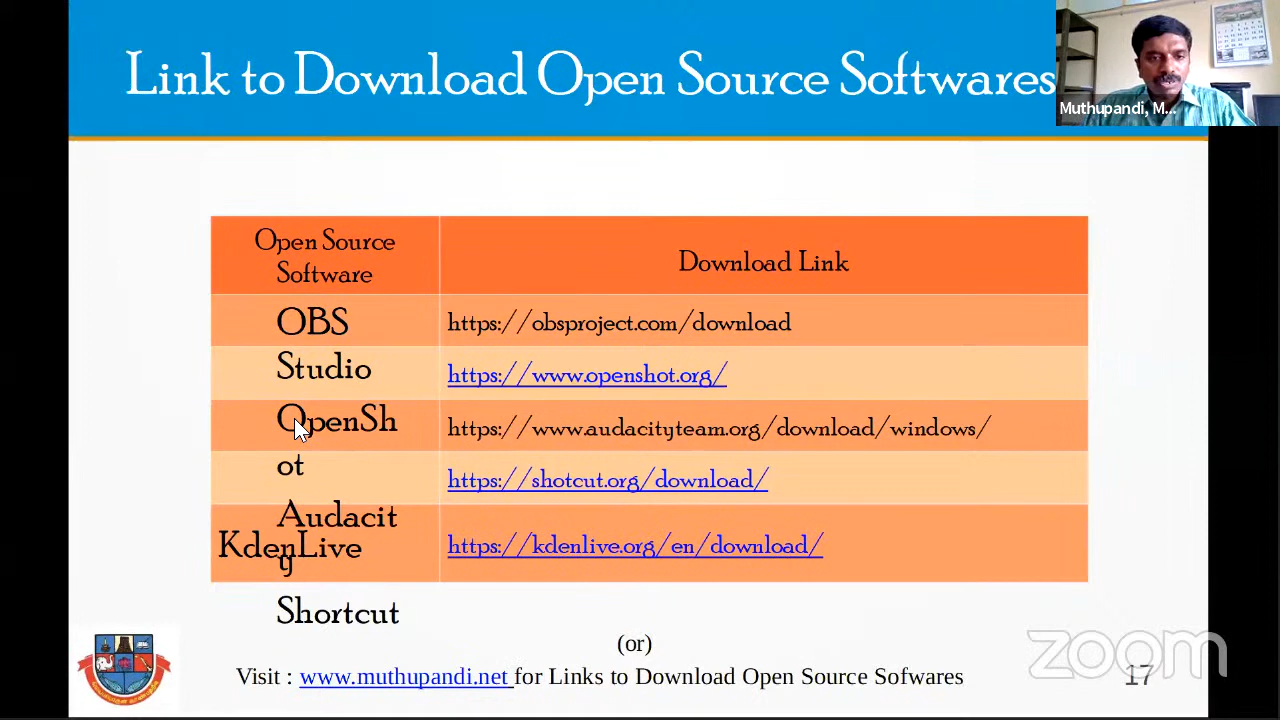 Link to Download Open Source Softwares
Muthupandi, M...
Open Source
Software
Download Link
OBS
https://obsproject.com/download
Studio
https://www.openshot.org/
OpenSh
https://www.audacityteam.org/download/windows/
ot
https://shotcut.org/download/
Audacit
KdenLive
y
https://kdenlive.org/en/download/
Shortcut
(or)
Visit : www.muthupandi.net for Links to Download Open Source Sofwares
zoom
17